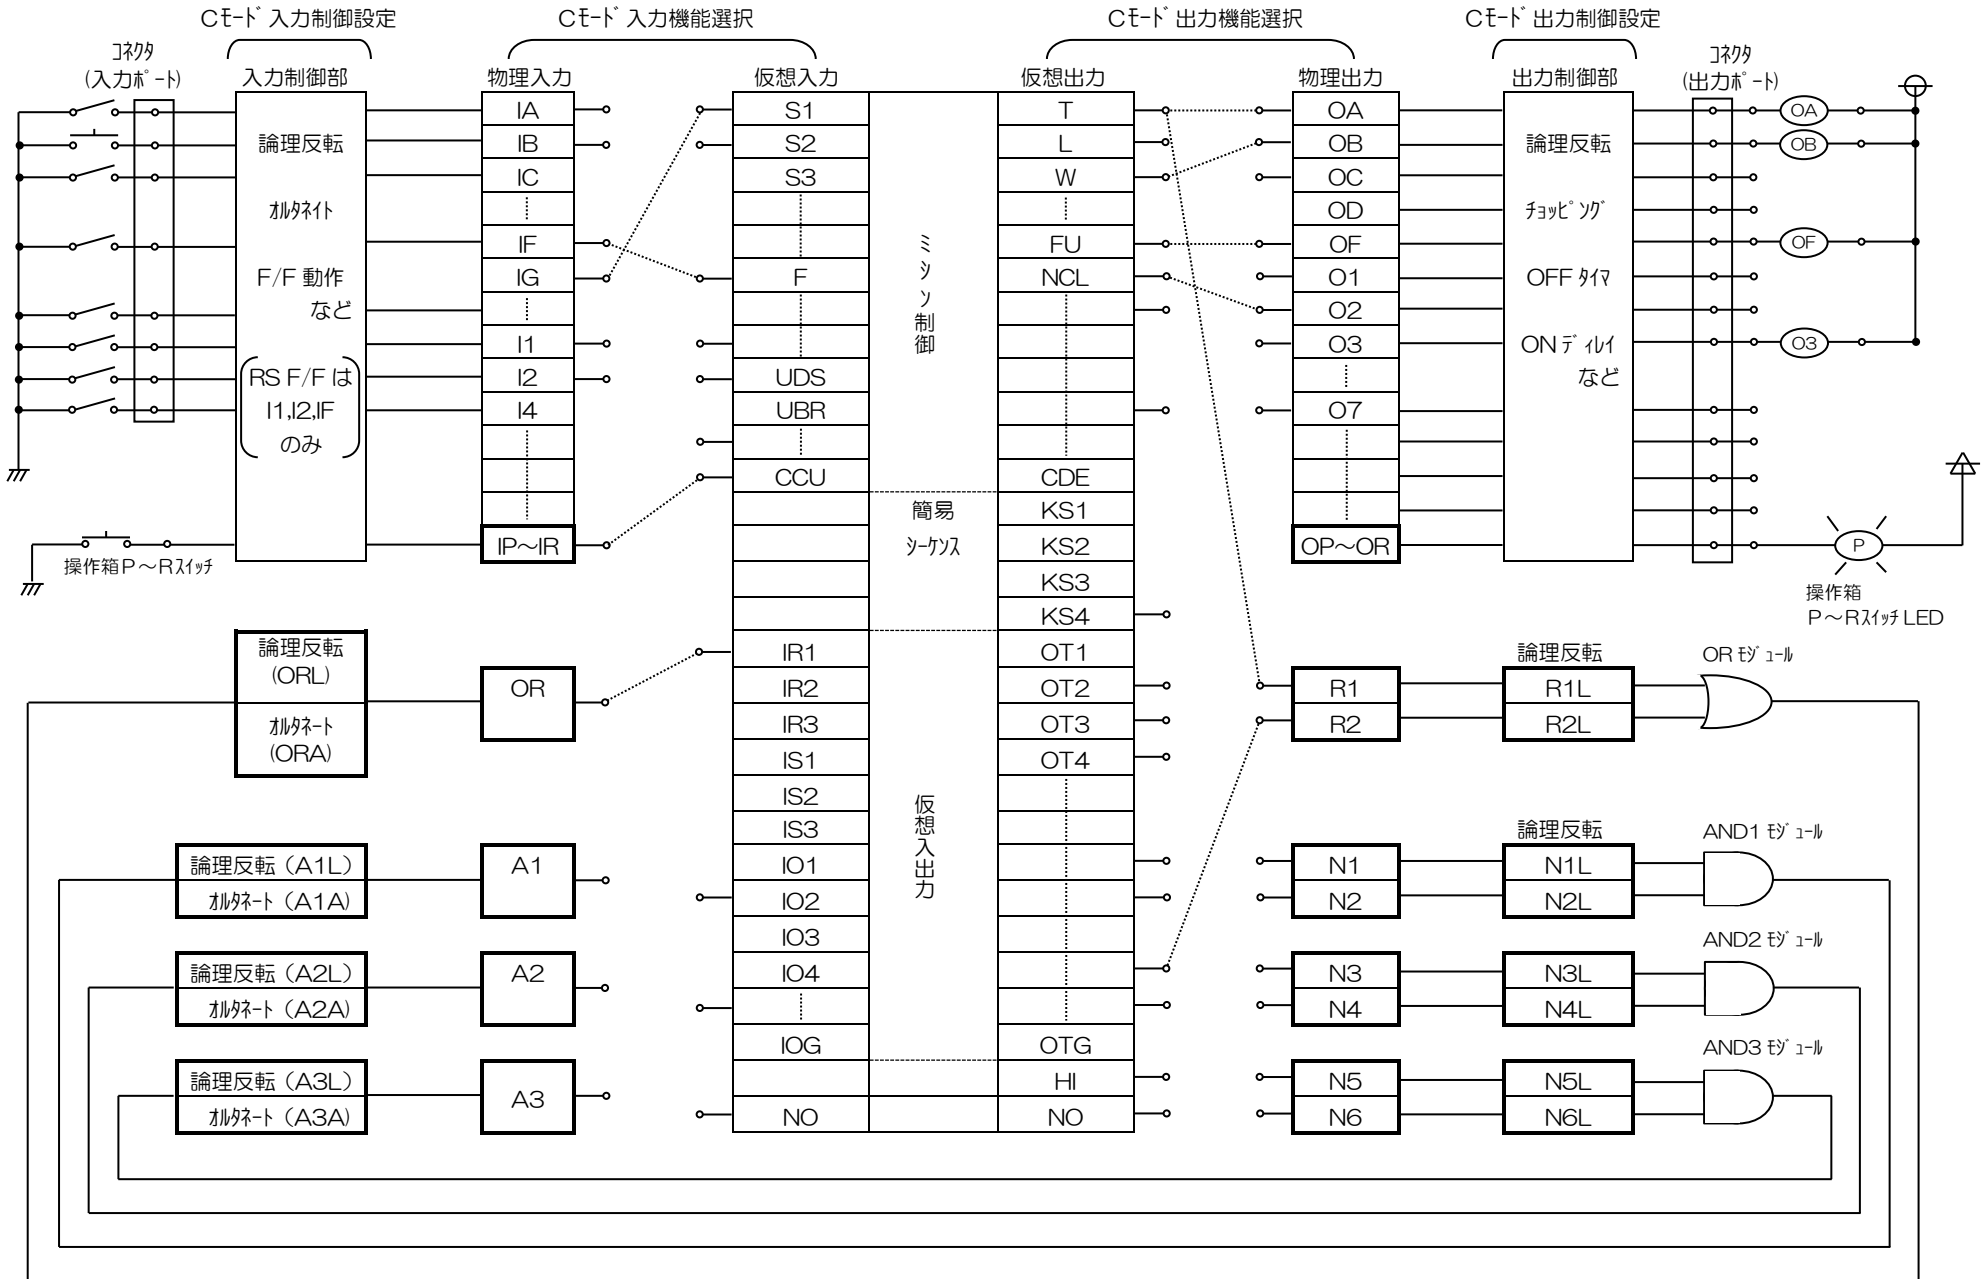 Cﾓｰﾄﾞ入力制御設定
Cﾓｰﾄﾞ入力機能選択
Cﾓｰﾄﾞ出力機能選択
Cﾓｰﾄﾞ出力制御設定
ｺﾈｸﾀ
(入力ﾎﾟｰﾄ)
入力制御部
物理入力
仮想入力
仮想出力
物理出力
出力制御部
ｺﾈｸﾀ
(出力ﾎﾟｰﾄ)
論理反転
ｵﾙﾀﾈｲﾄ
F/F 動作
など
RS F/F は
I1,I2,IF
のみ
IA
IB
IC
IF
IG
I1
I2
I4
IP～IR
S1
S2
S3
F
UDS
UBR
CCU
IR1
IR2
IR3
IS1
IS2
IS3
IO1
IO2
IO3
IO4
IOG
NO
ミシン制御
簡易
ｼｰｹﾝｽ
仮想入出力
T
L
W
FU
NCL
CDE
KS1
KS2
KS3
KS4
OT1
OT2
OT3
OT4
OTG
HI
NO
OA
OB
OC
OD
OF
O1
O2
O3
O7
OP～OR
論理反転
ﾁｮｯﾋﾟﾝｸﾞ
OFF ﾀｲﾏ
ON ﾃﾞｨﾚｲ
など
OA
OB
OF
O3
P
操作箱P～Rｽｲｯﾁ
操作箱
P～Rｽｲｯﾁ LED
論理反転
(ORL)
ｵﾙﾀﾈｰﾄ
(ORA)
OR
R1
R2
論理反転
R1L
R2L
OR ﾓｼﾞｭｰﾙ
論理反転（A1L）
ｵﾙﾀﾈｰﾄ（A1A)
A1
N1
N2
論理反転
N1L
N2L
AND1 ﾓｼﾞｭｰﾙ
論理反転（A2L）
ｵﾙﾀﾈｰﾄ（A2A)
A2
N3
N4
N3L
N4L
AND2 ﾓｼﾞｭｰﾙ
論理反転（A3L）
ｵﾙﾀﾈｰﾄ（A3A)
A3
N5
N6
N5L
N6L
AND3 ﾓｼﾞｭｰﾙ